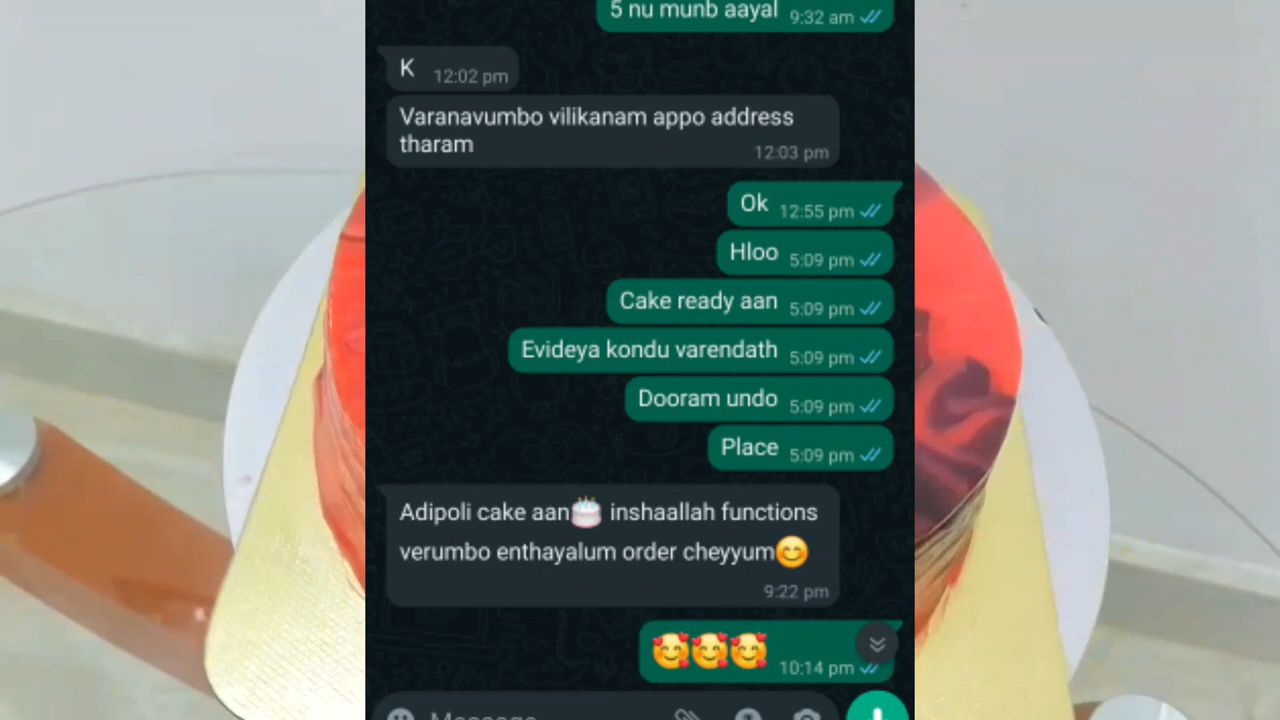 5 nu munb aayal 9:32 am
K 12:02 pm
Varanavumbo vilikanam appo address
tharam 12:03 pm
Ok 12:55 pm
Hloo 5:09 pm
Cake ready aan 5:09 pm
Evideya kondu varendath 5:09 pm
Dooram undo 5:09 pm
Place 5:09 pm
Adipoli cake aan🎂 inshaallah functions
verumbo enthayalum order cheyyum😊
9:22 pm
🥰🥰🥰 10:14 pm
Message